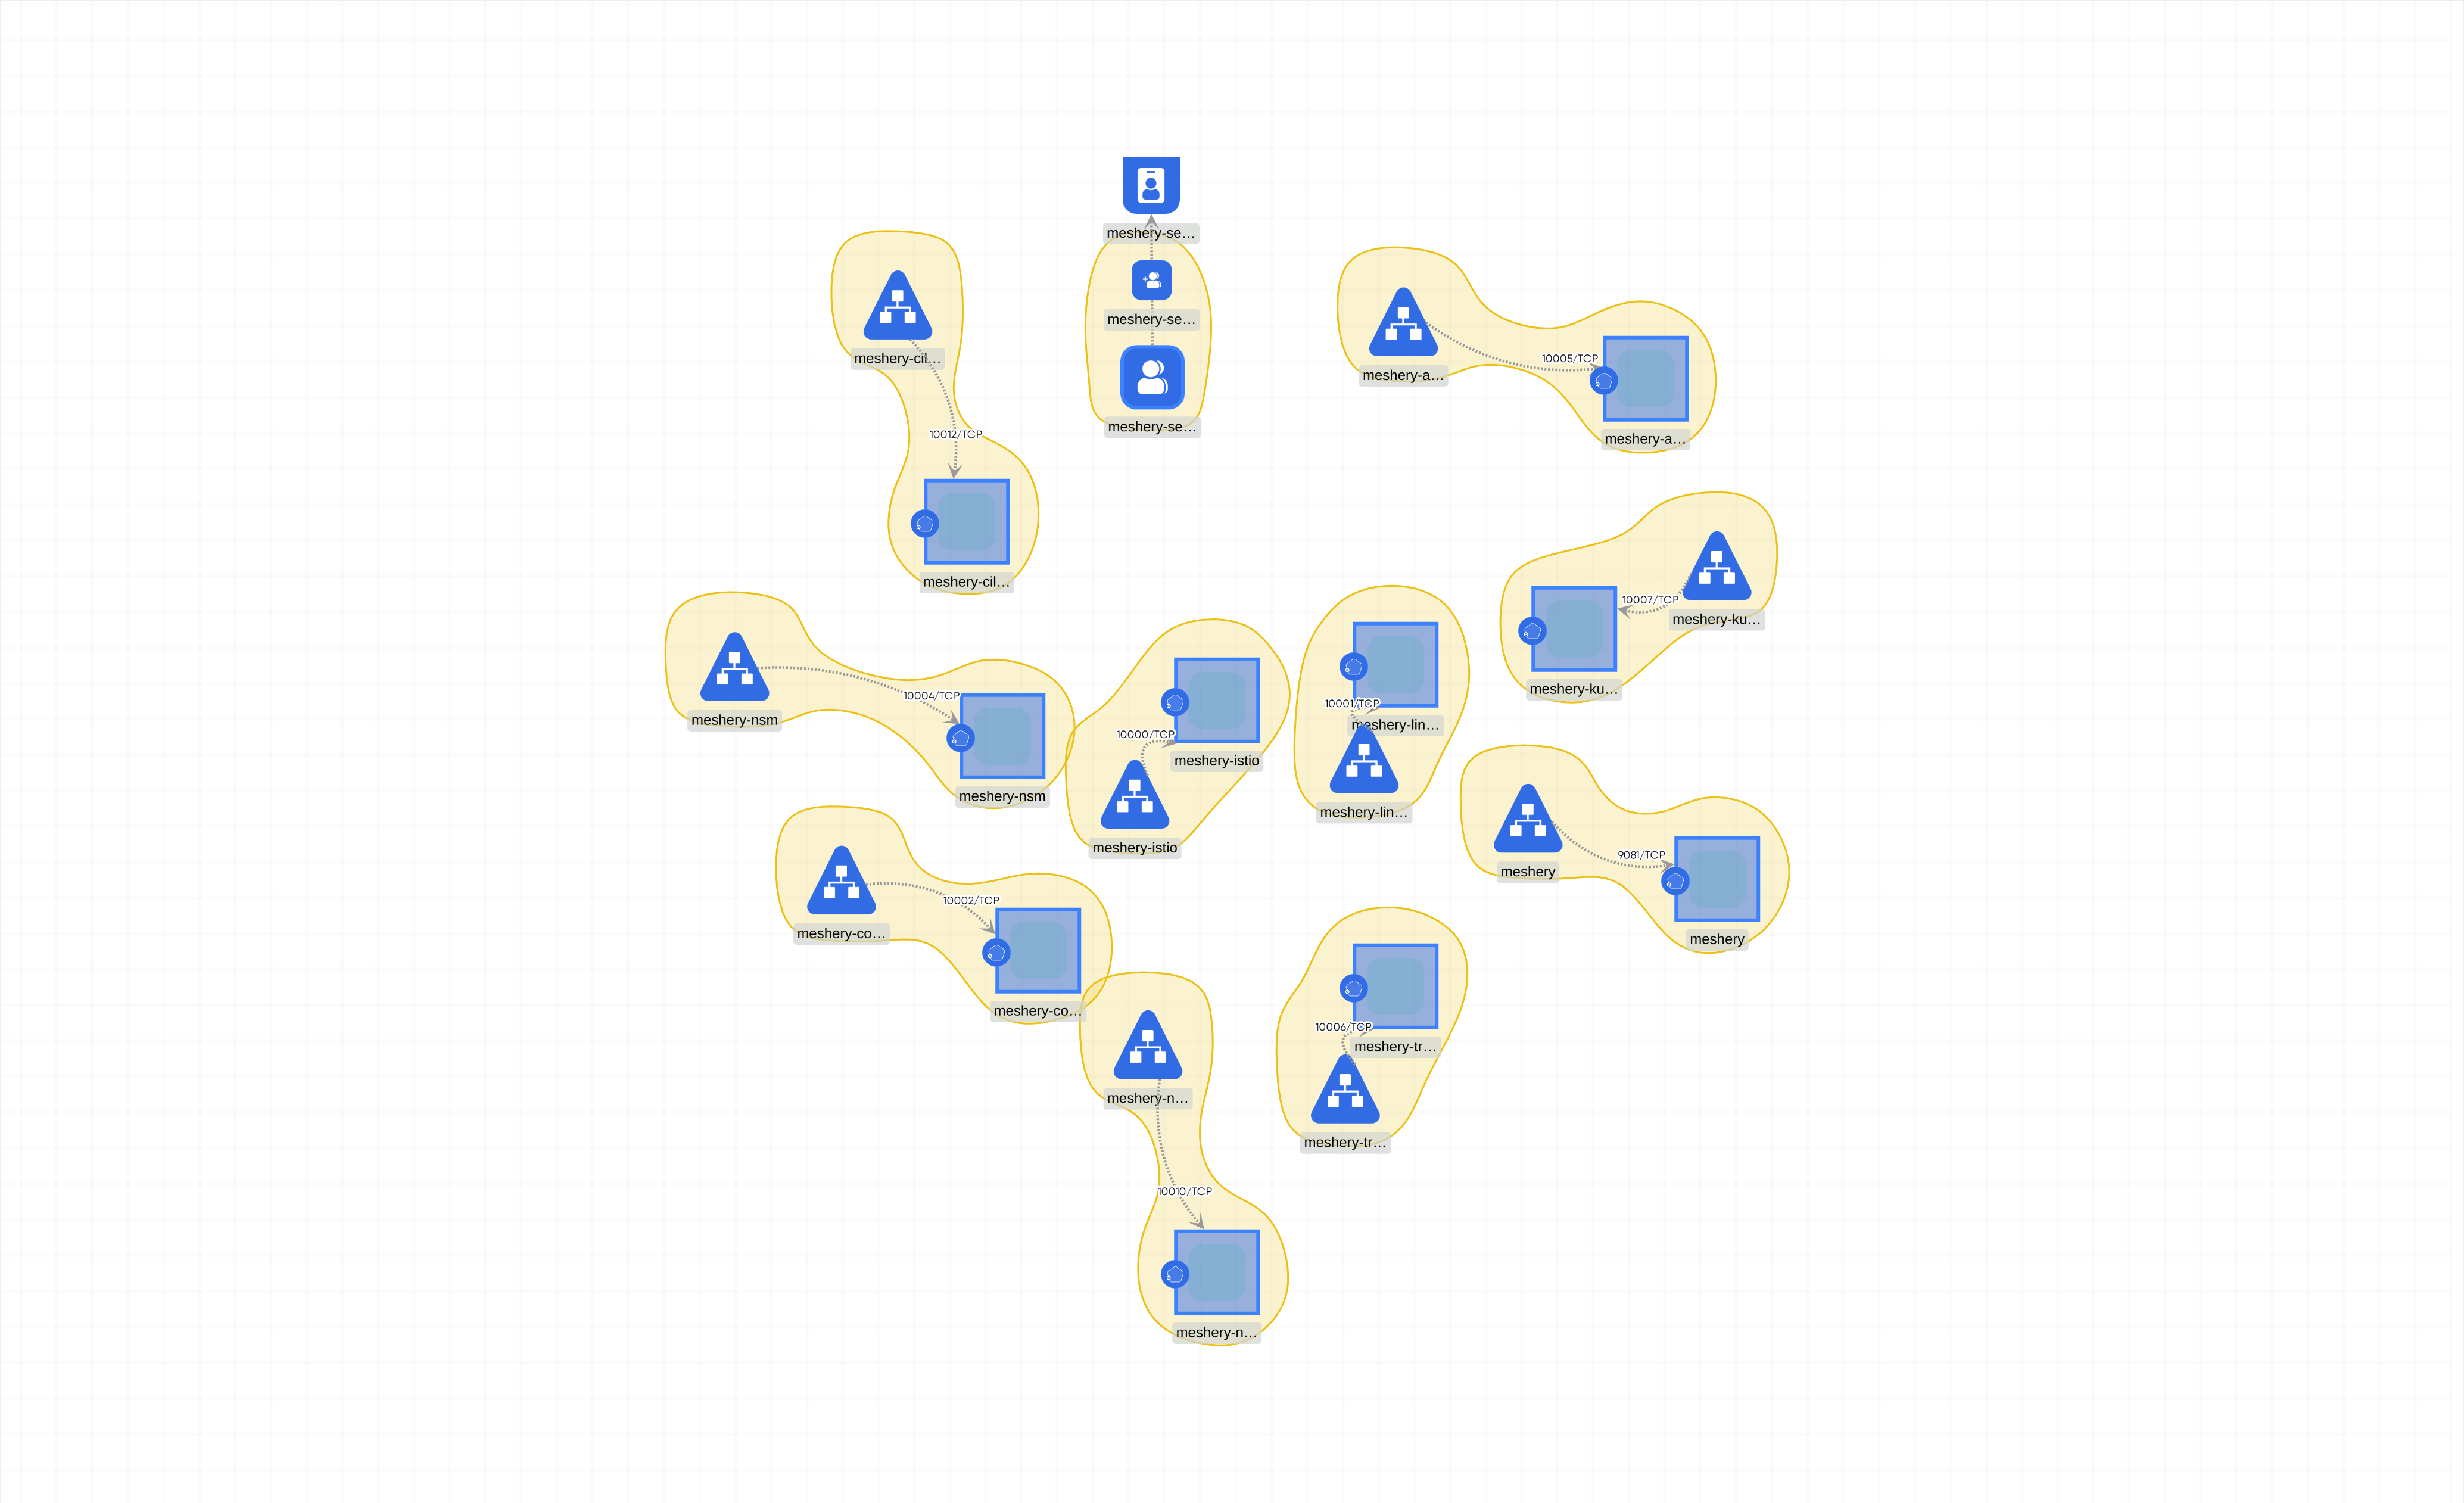 meshery-se…
meshery-se…
meshery-se…
meshery-cil…
10012/TCP
meshery-cil…
meshery-a…
10005/TCP
meshery-a…
meshery-ku…
10007/TCP
meshery-ku…
meshery-nsm
10004/TCP
meshery-nsm
10000/TCP
meshery-istio
meshery-istio
10001/TCP
meshery-lin…
meshery-lin…
meshery
9081/TCP
meshery
meshery-co…
10002/TCP
meshery-co…
meshery-n…
10010/TCP
meshery-n…
10006/TCP
meshery-tr…
meshery-tr…